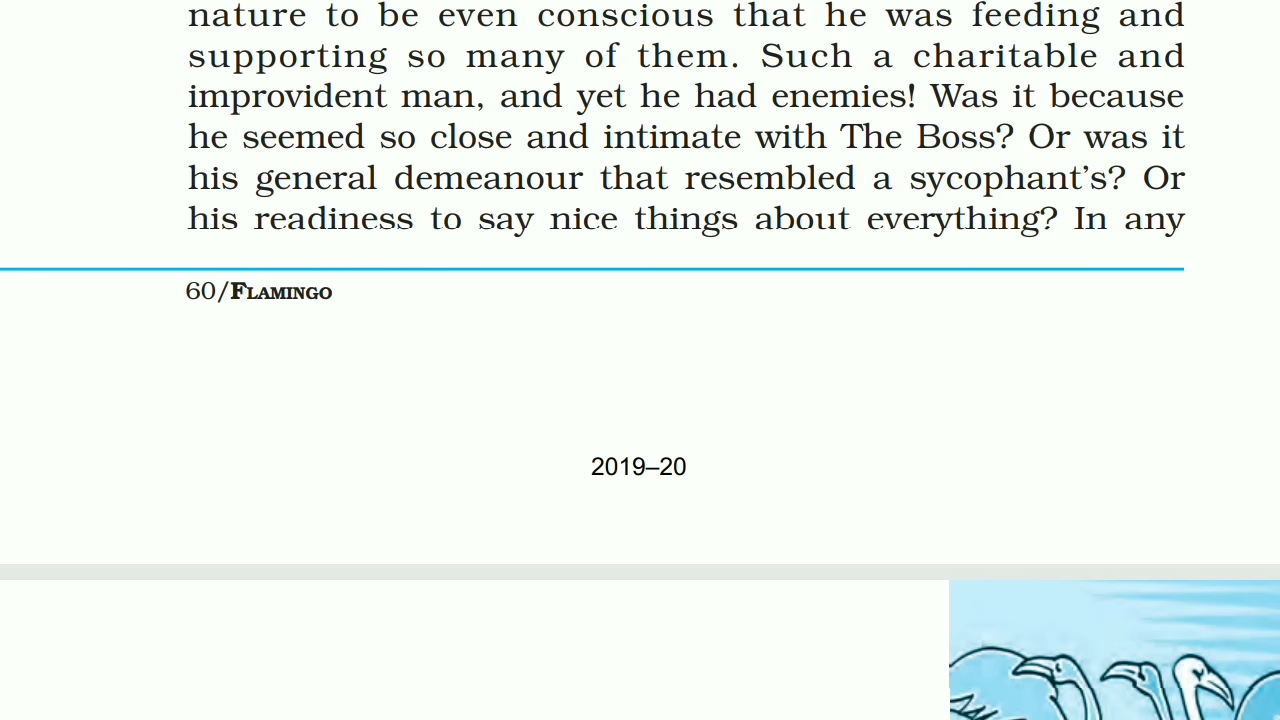 nature to be even conscious that he was feeding and
supporting so many of them. Such a charitable and
improvident man, and yet he had enemies! Was it because
he seemed so close and intimate with The Boss? Or was it
his general demeanour that resembled a sycophant’s? Or
his readiness to say nice things about everything? In any
60/FLAMINGO
2019–20